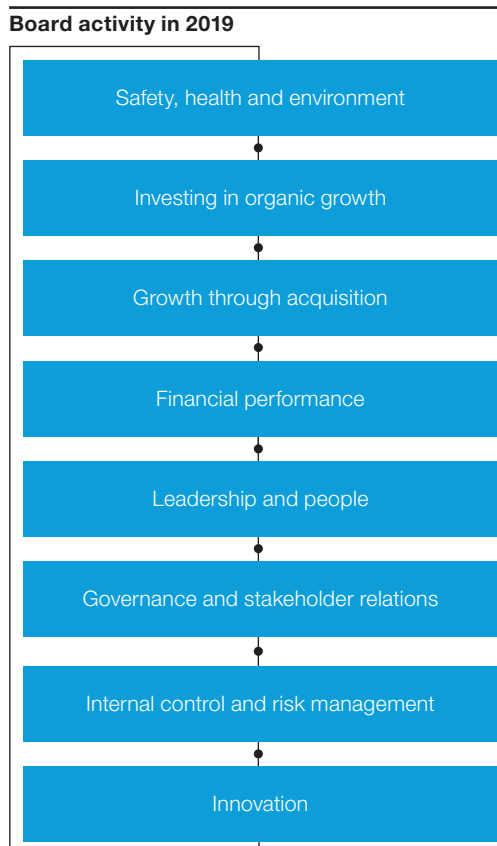 Board activity in 2019
Safety, health and environment
Investing in organic growth
Growth through acquisition
Financial performance
Leadership and people
Governance and stakeholder relations
Internal control and risk management
Innovation